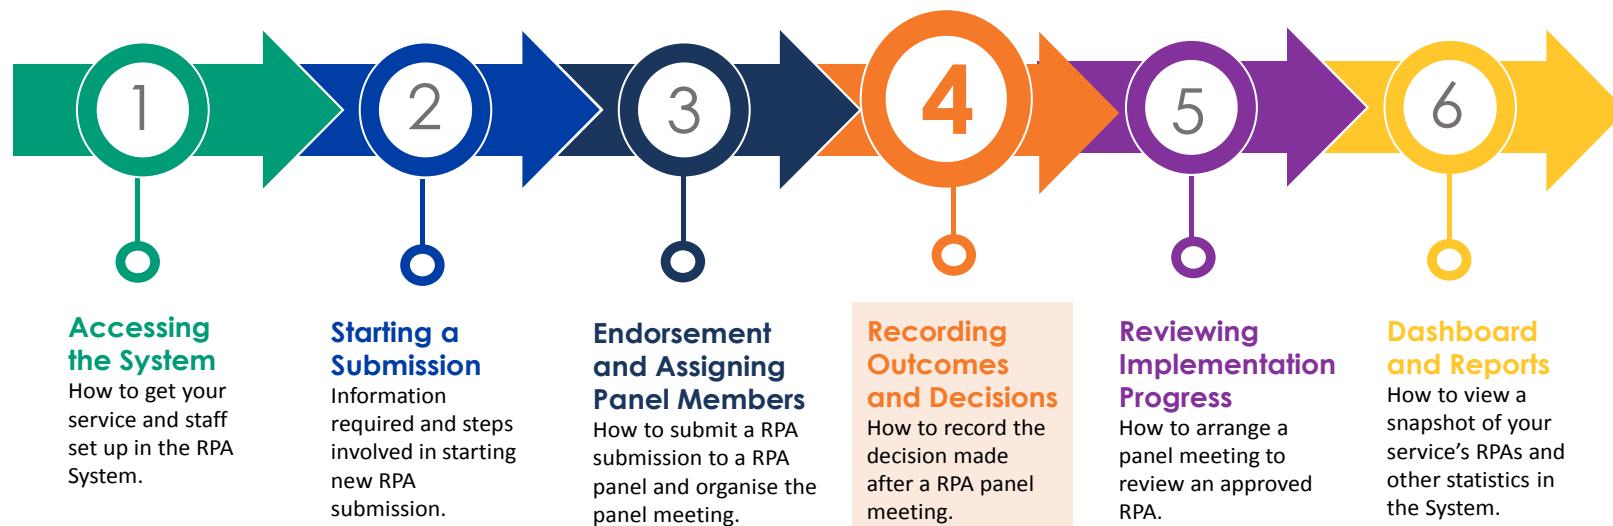 1
2
3
4
5
6
Accessing
the System
How to get your
service and staff
set up in the RPA
System.
Starting a
Submission
Information
required and steps
involved in starting
new RPA
submission.
Endorsement
and Assigning
Panel Members
How to submit a RPA
submission to a RPA
panel and organise the
panel meeting.
Recording
Outcomes
and Decisions
How to record the
decision made
after a RPA panel
meeting.
Reviewing
Implementation
Progress
How to arrange a
panel meeting to
review an approved
RPA.
Dashboard
and Reports
How to view a
snapshot of your
service’s RPAs and
other statistics in
the System.